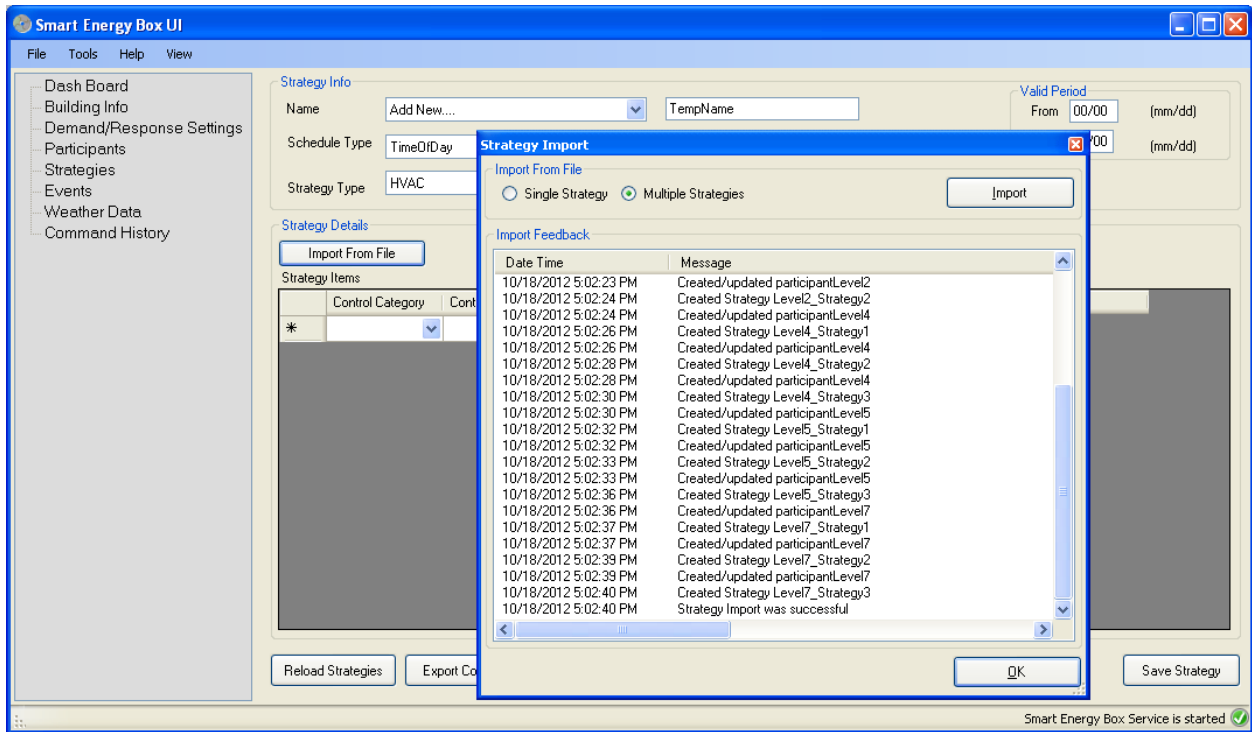 Smart Energy Box UI
File Tools Help View
Dash Board
Building Info
Demand/Response Settings
Participants
Strategies
Events
Weather Data
Command History
Strategy Info
Name Add New.... TempName
Schedule Type TimeOfDay
Strategy Type HVAC
Valid Period
From 00/00 (mm/dd)
/00 (mm/dd)
Strategy Details
Import From File
Strategy Items
Control Category Cont
Strategy Import
Import From File
Single Strategy Multiple Strategies Import
Import Feedback
Date Time Message
10/18/2012 5:02:23 PM Created/updated participantLevel2
10/18/2012 5:02:24 PM Created Strategy Level2_Strategy2
10/18/2012 5:02:24 PM Created/updated participantLevel4
10/18/2012 5:02:26 PM Created Strategy Level4_Strategy1
10/18/2012 5:02:26 PM Created/updated participantLevel4
10/18/2012 5:02:28 PM Created Strategy Level4_Strategy2
10/18/2012 5:02:28 PM Created/updated participantLevel4
10/18/2012 5:02:30 PM Created Strategy Level4_Strategy3
10/18/2012 5:02:30 PM Created/updated participantLevel5
10/18/2012 5:02:32 PM Created Strategy Level5_Strategy1
10/18/2012 5:02:32 PM Created/updated participantLevel5
10/18/2012 5:02:33 PM Created Strategy Level5_Strategy2
10/18/2012 5:02:33 PM Created/updated participantLevel5
10/18/2012 5:02:36 PM Created Strategy Level5_Strategy3
10/18/2012 5:02:36 PM Created/updated participantLevel7
10/18/2012 5:02:37 PM Created Strategy Level7_Strategy1
10/18/2012 5:02:37 PM Created/updated participantLevel7
10/18/2012 5:02:39 PM Created Strategy Level7_Strategy2
10/18/2012 5:02:39 PM Created/updated participantLevel7
10/18/2012 5:02:40 PM Created Strategy Level7_Strategy3
10/18/2012 5:02:40 PM Strategy Import was successful
OK
Reload Strategies Export Co Save Strategy
Smart Energy Box Service is started